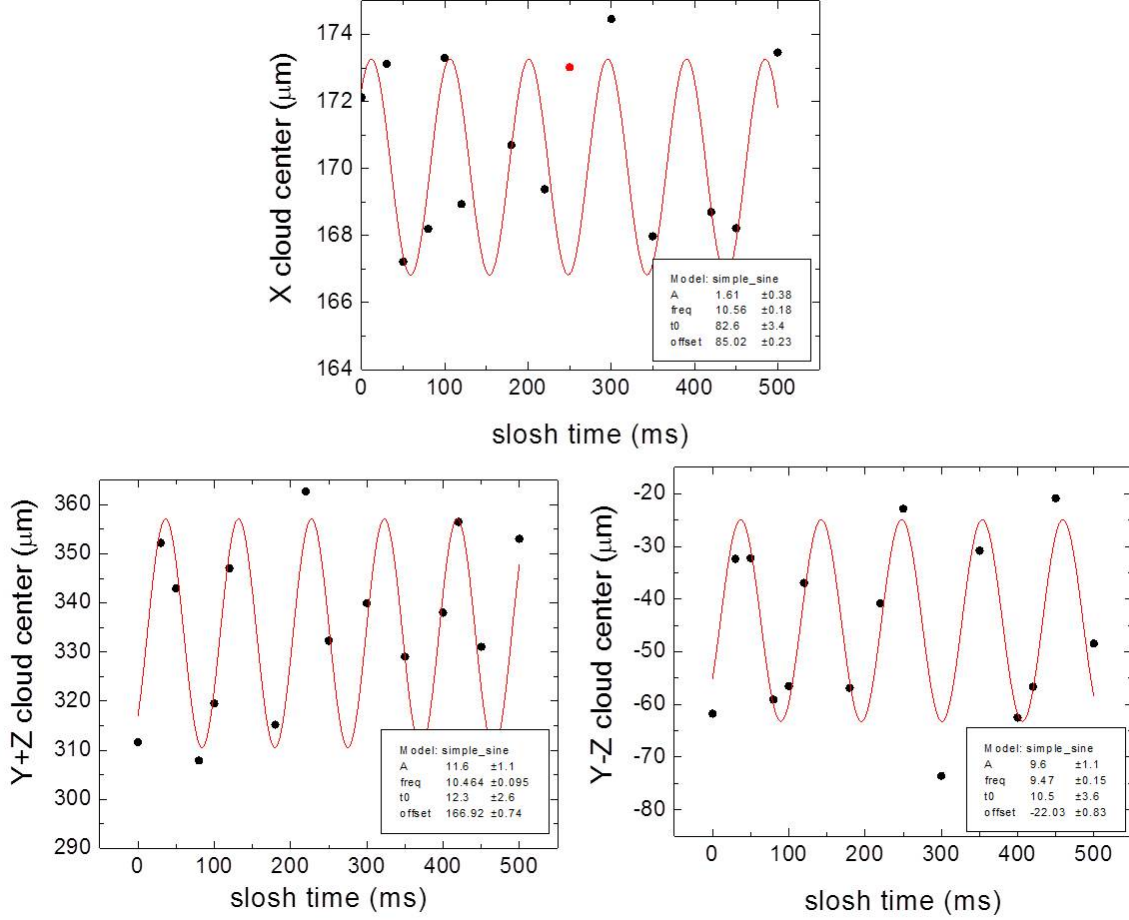 X cloud center (μm)
174
172
170
168
166
164
0 100 200 300 400 500
slosh time (ms)
Model: simple_sine
A 1.61 ±0.38
freq 10.56 ±0.18
t0 82.6 ±3.4
offset 85.02 ±0.23
Y+Z cloud center (μm)
360
350
340
330
320
310
300
290
0 100 200 300 400 500
slosh time (ms)
Model: simple_sine
A 11.6 ±1.1
freq 10.464 ±0.095
t0 12.3 ±2.6
offset 166.92 ±0.74
Y-Z cloud center (μm)
-20
-30
-40
-50
-60
-70
-80
0 100 200 300 400 500
slosh time (ms)
Model: simple_sine
A 9.6 ±1.1
freq 9.47 ±0.15
t0 10.5 ±3.6
offset -22.03 ±0.83